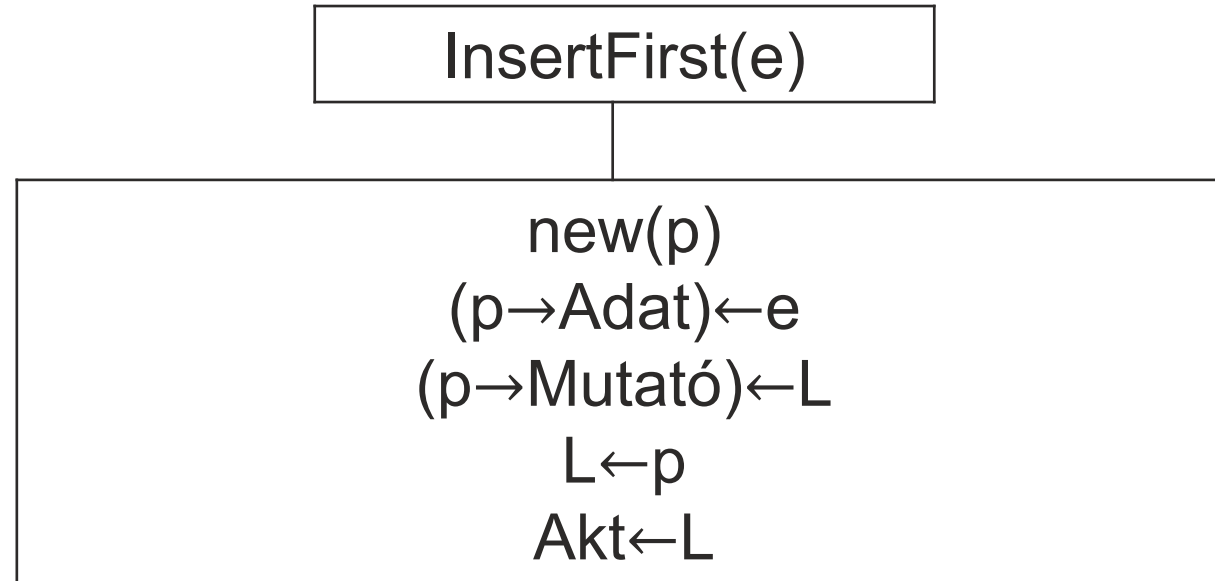 InsertFirst(e)
new(p)
(p→Adat)←e
(p→Mutató)←L
L←p
Akt←L